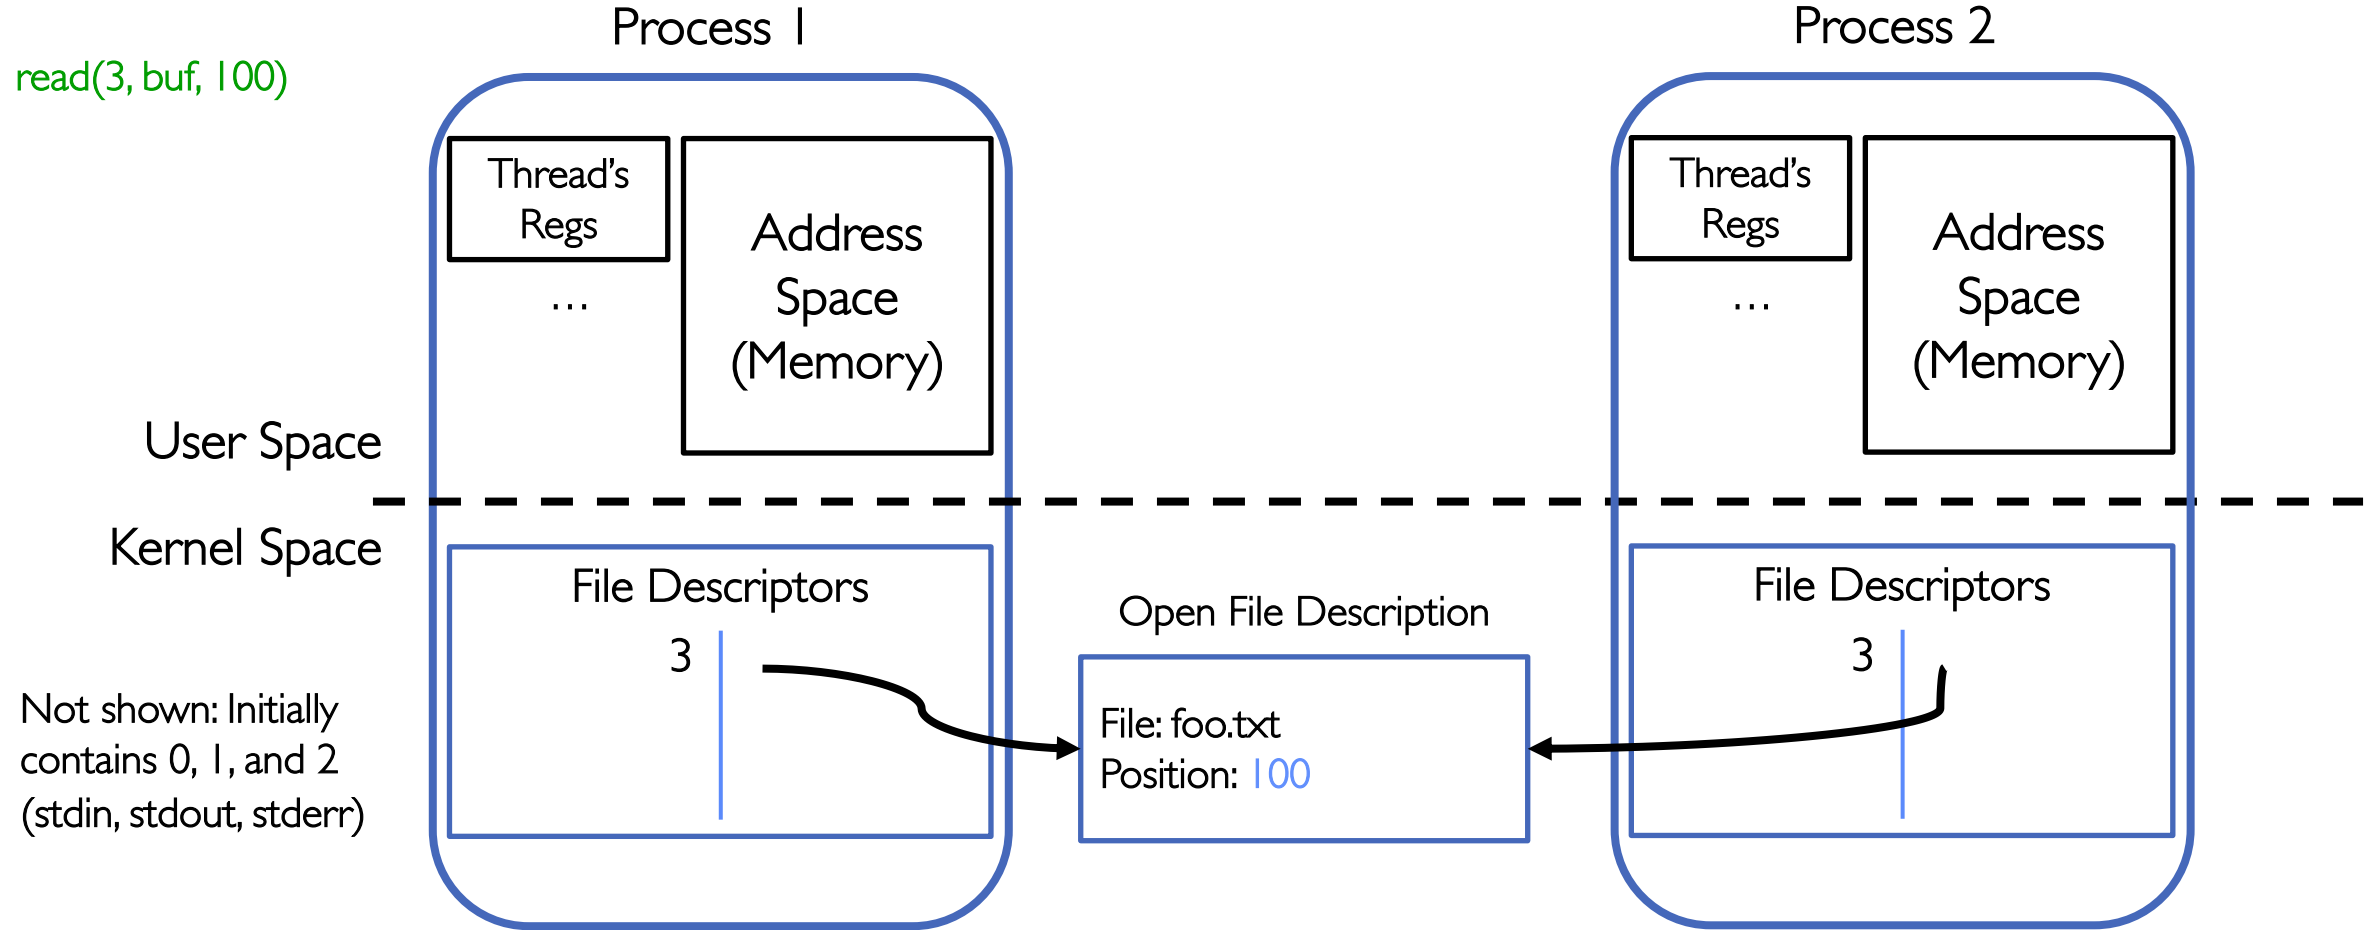 Process 1
Process 2
read(3, buf, 100)
Thread's
Regs
...
Address
Space
(Memory)
Thread's
Regs
...
Address
Space
(Memory)
User Space
Kernel Space
File Descriptors
3
Open File Description
File: foo.txt
Position: 100
File Descriptors
3
Not shown: Initially
contains 0, 1, and 2
(stdin, stdout, stderr)